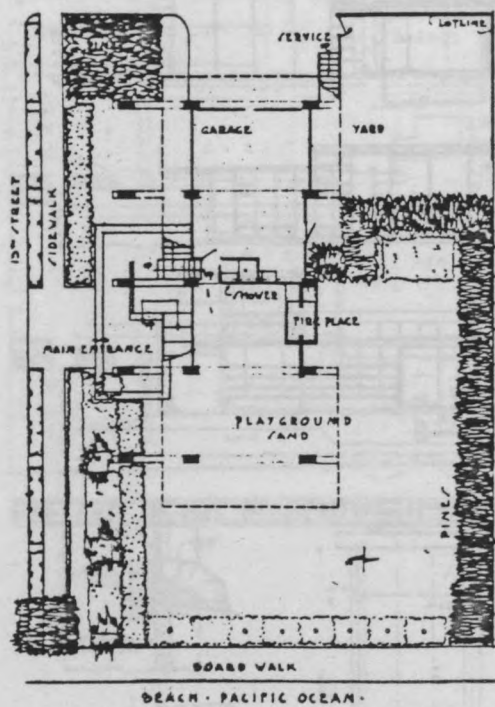 SERVICE
LOTLINE
GARAGE
YARD
15TH STREET
SIDEWALK
SHOWER
FIRE PLACE
MAIN ENTRANCE
PLAYGROUND
SAND
PINES
BOARD WALK
BEACH · PACIFIC OCEAN ·